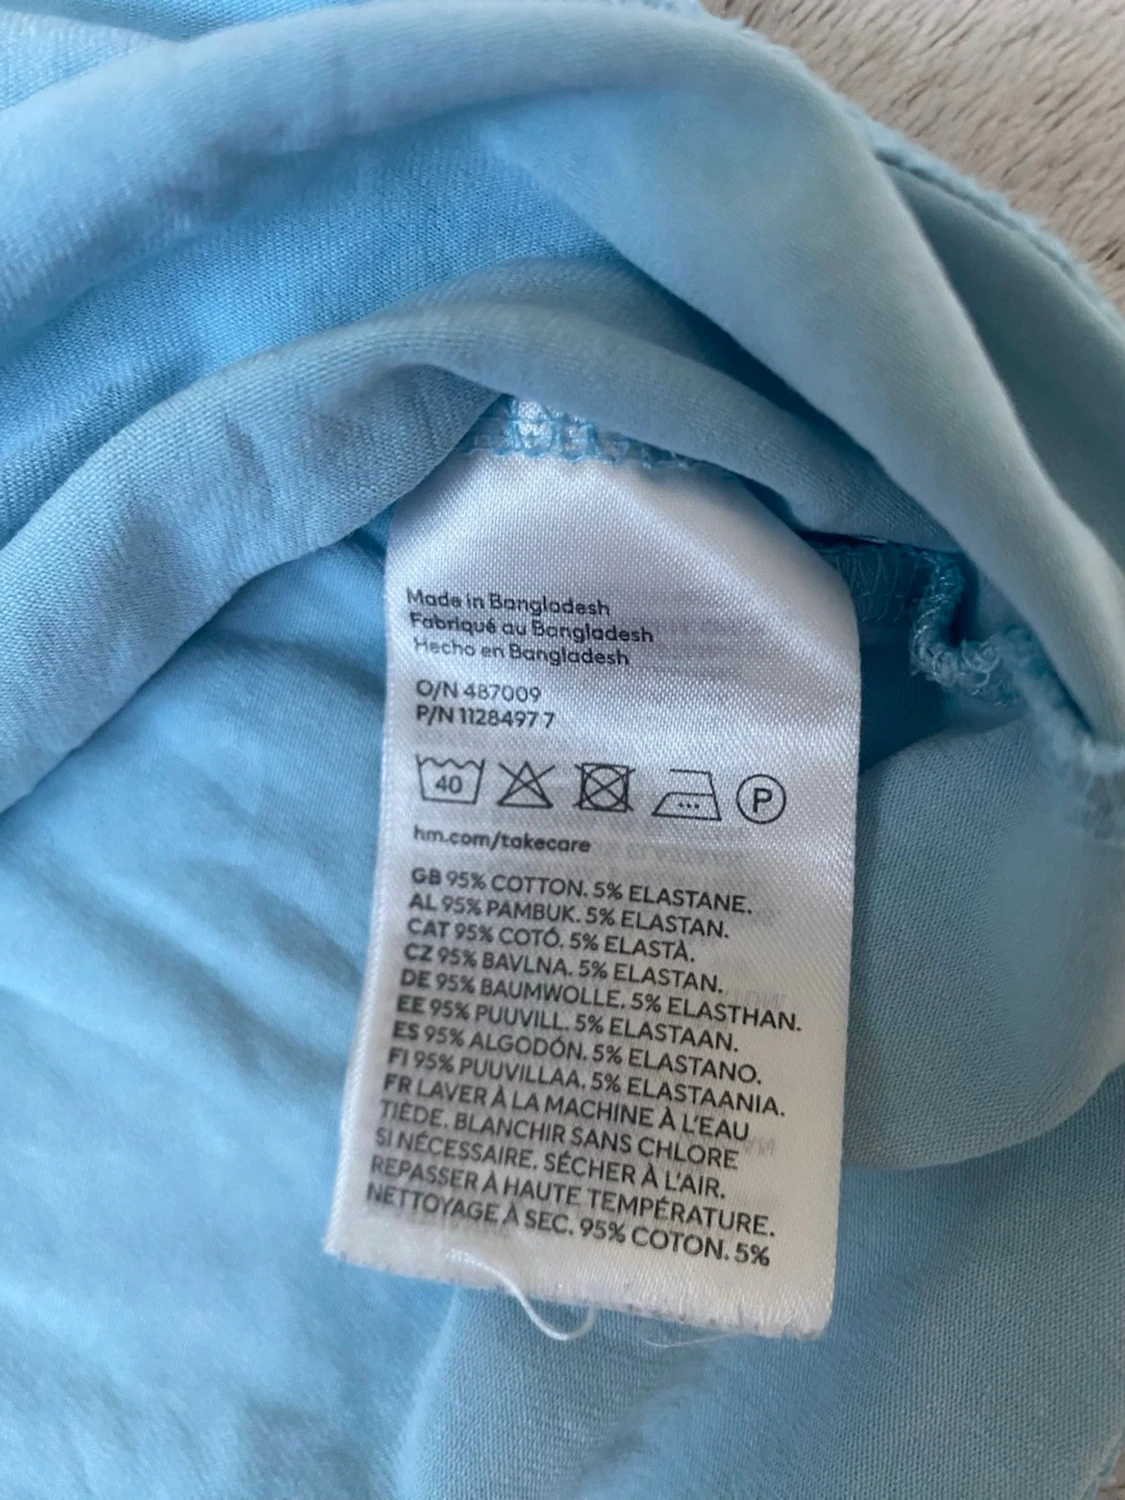 Made in Bangladesh
Fabriqué au Bangladesh
Hecho en Bangladesh
O/N 487009
P/N 1128497 7
40 P
hm.com/takecare
GB 95% COTTON. 5% ELASTANE.
AL 95% PAMBUK. 5% ELASTAN.
CAT 95% COTÓ. 5% ELASTÀ.
CZ 95% BAVLNA. 5% ELASTAN.
DE 95% BAUMWOLLE. 5% ELASTHAN.
EE 95% PUUVILL. 5% ELASTAAN.
ES 95% ALGODÓN. 5% ELASTANO.
FI 95% PUUVILLAA. 5% ELASTAANIA.
FR LAVER À LA MACHINE À L'EAU
TIÈDE. BLANCHIR SANS CHLORE
SI NÉCESSAIRE. SÉCHER À L'AIR.
REPASSER À HAUTE TEMPÉRATURE.
NETTOYAGE À SEC. 95% COTON. 5%